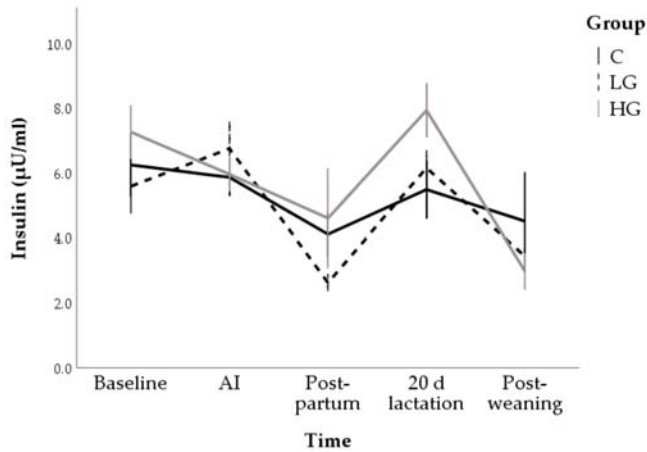 Group
C
LG
HG
Insulin (μU/ml)
10.0
8.0
6.0
4.0
2.0
0.0
Baseline AI Post- 20 d Post-
partum lactation weaning
Time